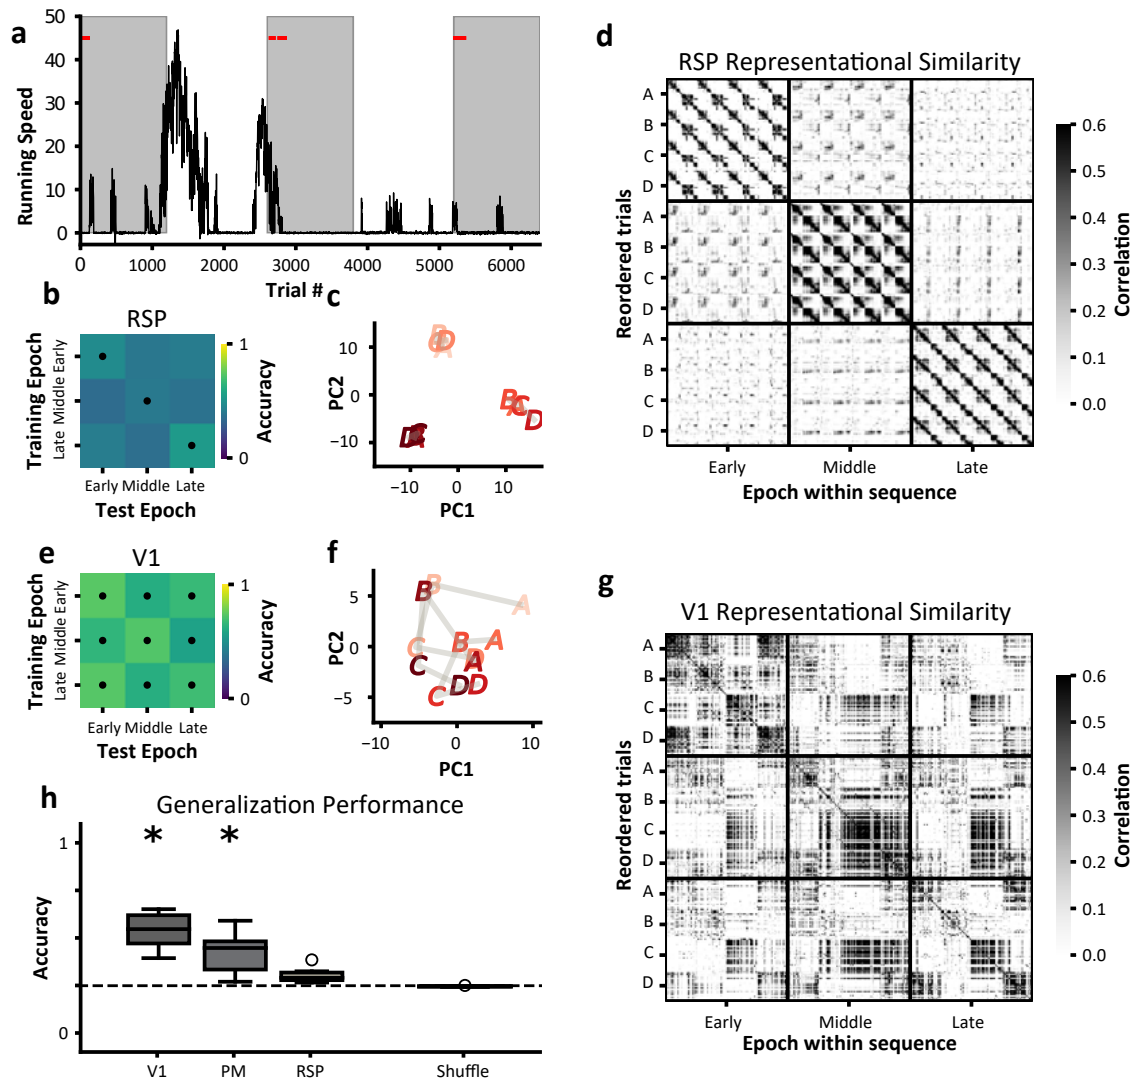 a
50
40
30
20
10
0
Running Speed
0 1000 2000 3000 4000 5000 6000
Trial #
b
RSP
Training Epoch
Late Middle Early
Early Middle Late
Test Epoch
1
0
Accuracy
c
10
0
−10
PC2
A
B
C
D
B
A
C
D
D
B
C
A
−10 0 10
PC1
d
RSP Representational Similarity
A
B
C
D
A
B
C
D
A
B
C
D
Reordered trials
Early Middle Late
Epoch within sequence
0.6
0.5
0.4
0.3
0.2
0.1
0.0
Correlation
e
V1
Training Epoch
Late Middle Early
Early Middle Late
Test Epoch
1
0
Accuracy
f
5
0
−5
PC2
B
B
A
C
B
A
B
A
C
C
D
D
−10 0 10
PC1
g
V1 Representational Similarity
A
B
C
D
A
B
C
D
A
B
C
D
Reordered trials
Early Middle Late
Epoch within sequence
0.6
0.5
0.4
0.3
0.2
0.1
0.0
Correlation
h
Generalization Performance
* *
1
0
Accuracy
V1 PM RSP Shuffle